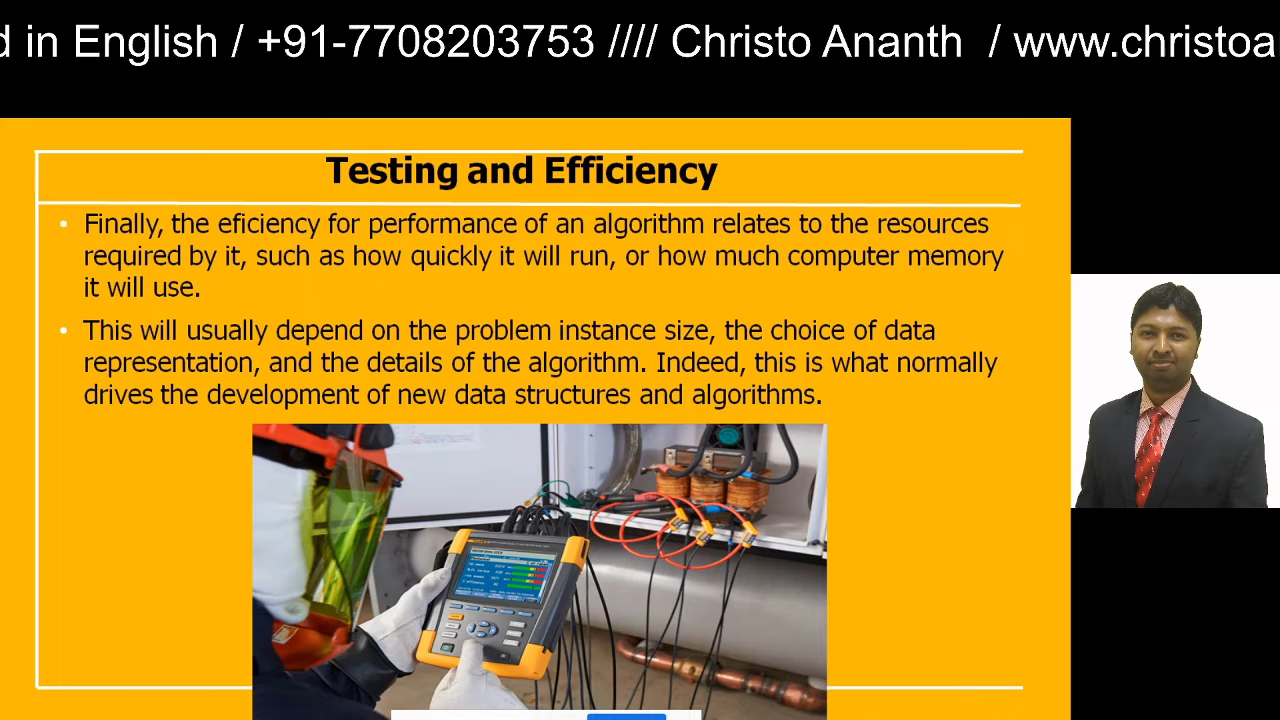 d in English / +91-7708203753 //// Christo Ananth / www.christoa
Testing and Efficiency
• Finally, the eficiency for performance of an algorithm relates to the resources
required by it, such as how quickly it will run, or how much computer memory
it will use.
• This will usually depend on the problem instance size, the choice of data
representation, and the details of the algorithm. Indeed, this is what normally
drives the development of new data structures and algorithms.